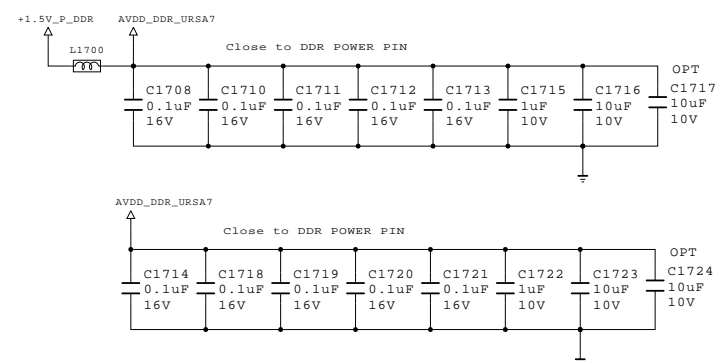 +1.5V_P_DDR AVDD_DDR_URSA7
L1700
Close to DDR POWER PIN
OPT
C1708 C1710 C1711 C1712 C1713 C1715 C1716 C1717
0.1uF 0.1uF 0.1uF 0.1uF 0.1uF 1uF 10uF 10uF
16V 16V 16V 16V 16V 10V 10V 10V
AVDD_DDR_URSA7
Close to DDR POWER PIN
OPT
C1714 C1718 C1719 C1720 C1721 C1722 C1723 C1724
0.1uF 0.1uF 0.1uF 0.1uF 0.1uF 1uF 10uF 10uF
16V 16V 16V 16V 16V 10V 10V 10V